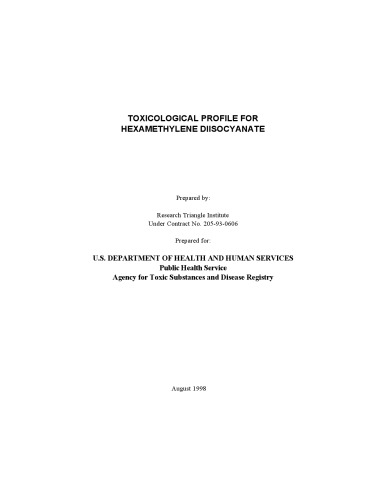 TOXICOLOGICAL PROFILE FOR
HEXAMETHYLENE DIISOCYANATE
Prepared by:
Research Triangle Institute
Under Contract No. 205-93-0606
Prepared for:
U.S. DEPARTMENT OF HEALTH AND HUMAN SERVICES
Public Health Service
Agency for Toxic Substances and Disease Registry
August 1998